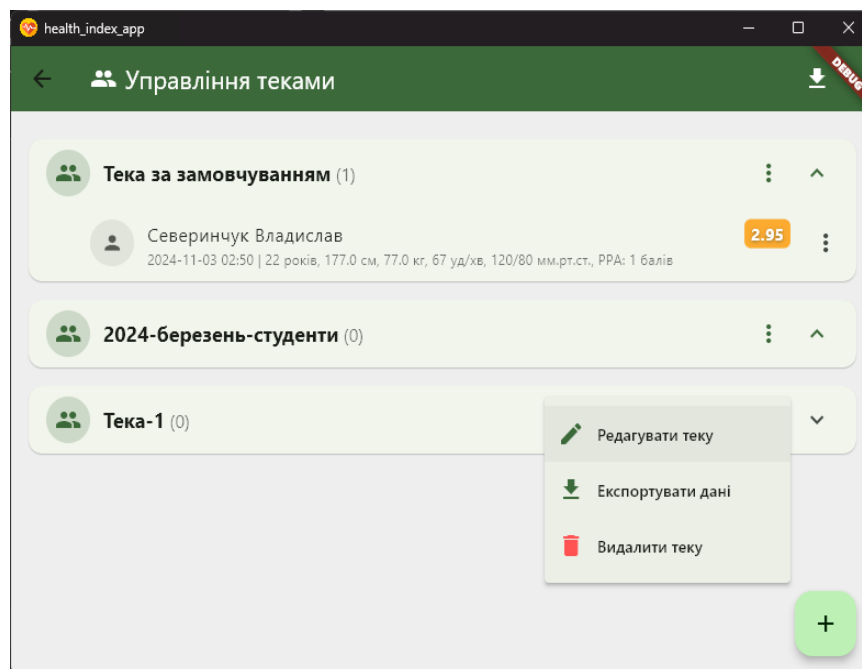 health_index_app
Управління теками
DEBUG
Тека за замовчуванням (1)
Северинчук Владислав
2.95
2024-11-03 02:50 | 22 років, 177.0 см, 77.0 кг, 67 уд/хв, 120/80 мм.рт.ст., РРА: 1 балів
2024-березень-студенти (0)
Тека-1 (0)
Редагувати теку
Експортувати дані
Видалити теку